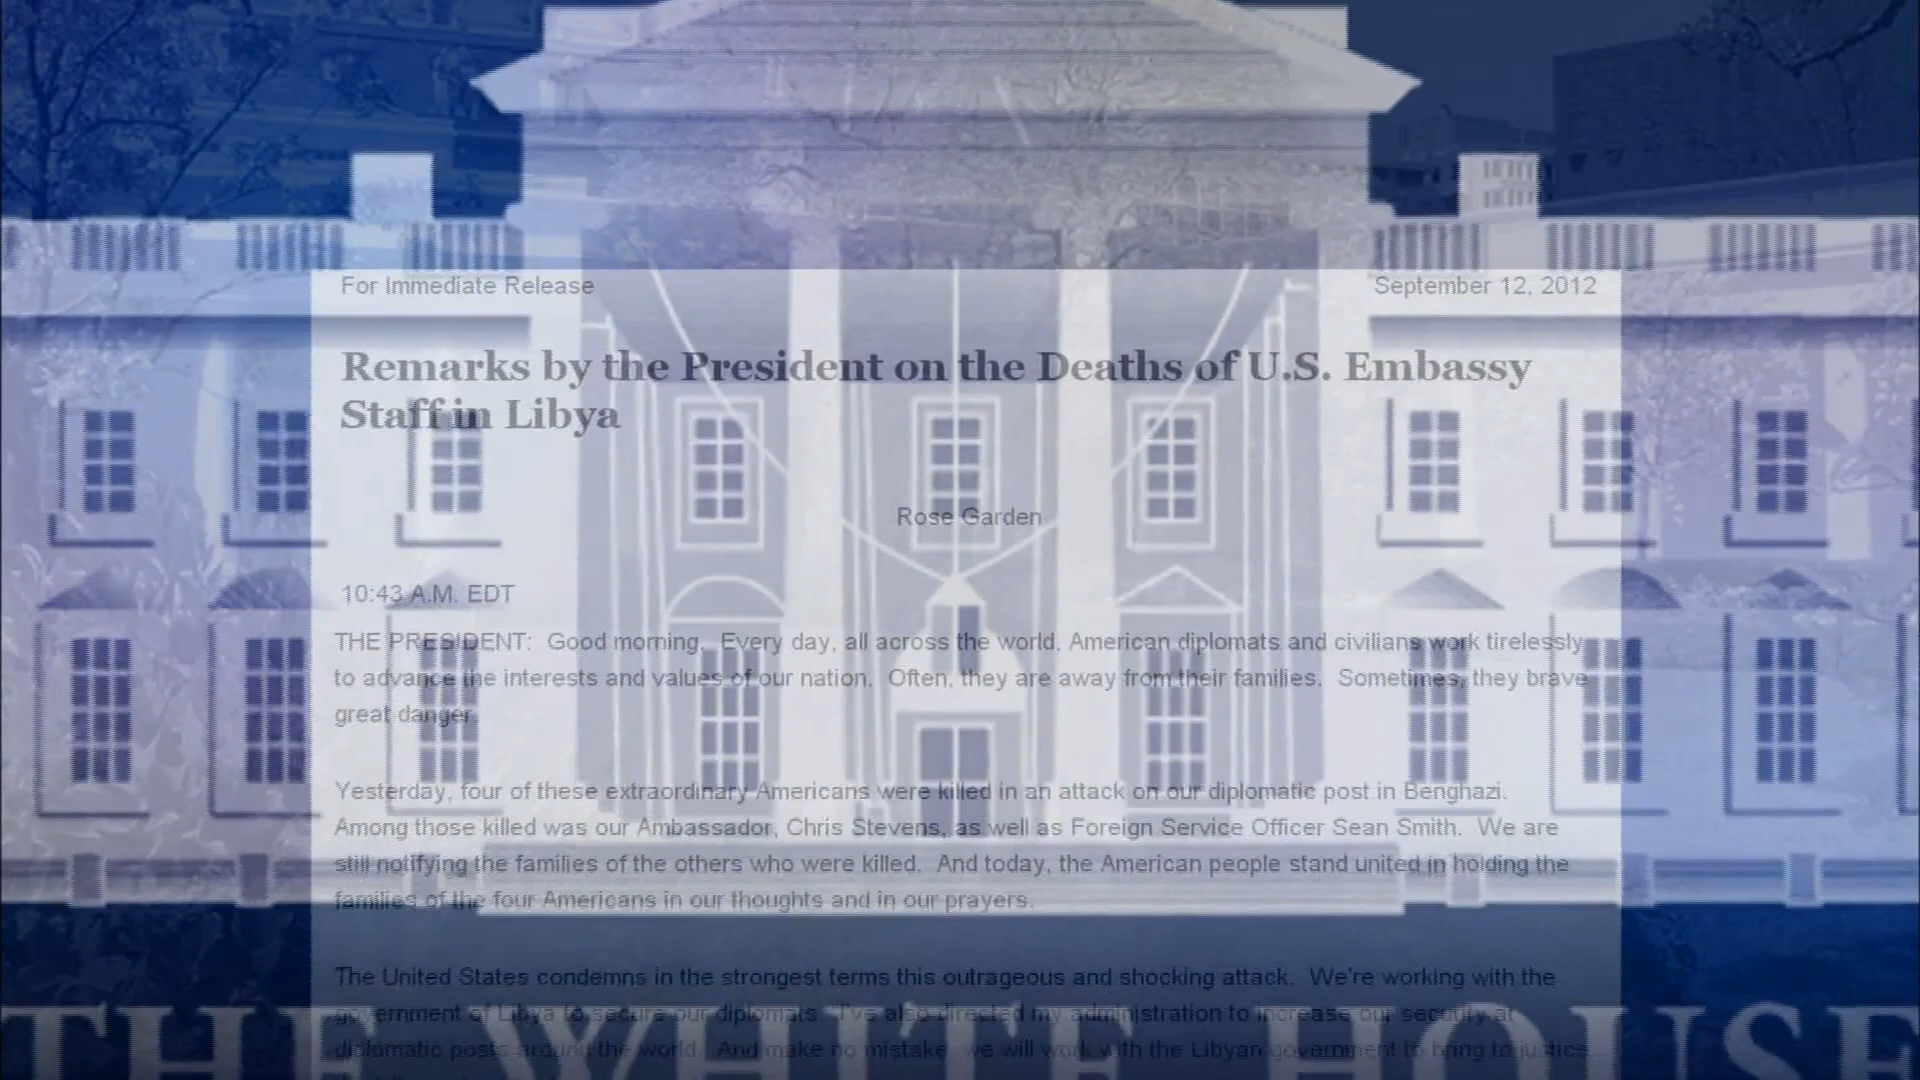 For Immediate Release September 12, 2012
Remarks by the President on the Deaths of U.S. Embassy
Staff in Libya
Rose Garden
10:43 A.M. EDT
THE PRESIDENT: Good morning. Every day, all across the world, American diplomats and civilians work tirelessly
to advance the interests and values of our nation. Often, they are away from their families. Sometimes, they brave
great danger.
Yesterday, four of these extraordinary Americans were killed in an attack on our diplomatic post in Benghazi.
Among those killed was our Ambassador, Chris Stevens, as well as Foreign Service Officer Sean Smith. We are
still notifying the families of the others who were killed. And today, the American people stand united in holding the
families of the four Americans in our thoughts and in our prayers.
The United States condemns in the strongest terms this outrageous and shocking attack. We're working with the
government of Libya to secure our diplomats. I've also directed my administration to increase our security at
diplomatic posts around the world. And make no mistake, we will work with the Libyan government to bring to justice
THE WHITE HOUSE